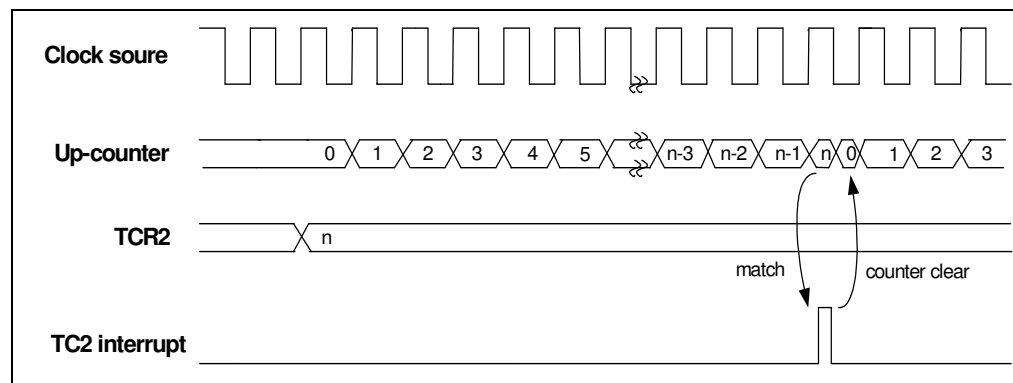 Clock soure
Up-counter
0 1 2 3 4 5 n-3 n-2 n-1 n 0 1 2 3
TCR2
n
match
counter clear
TC2 interrupt